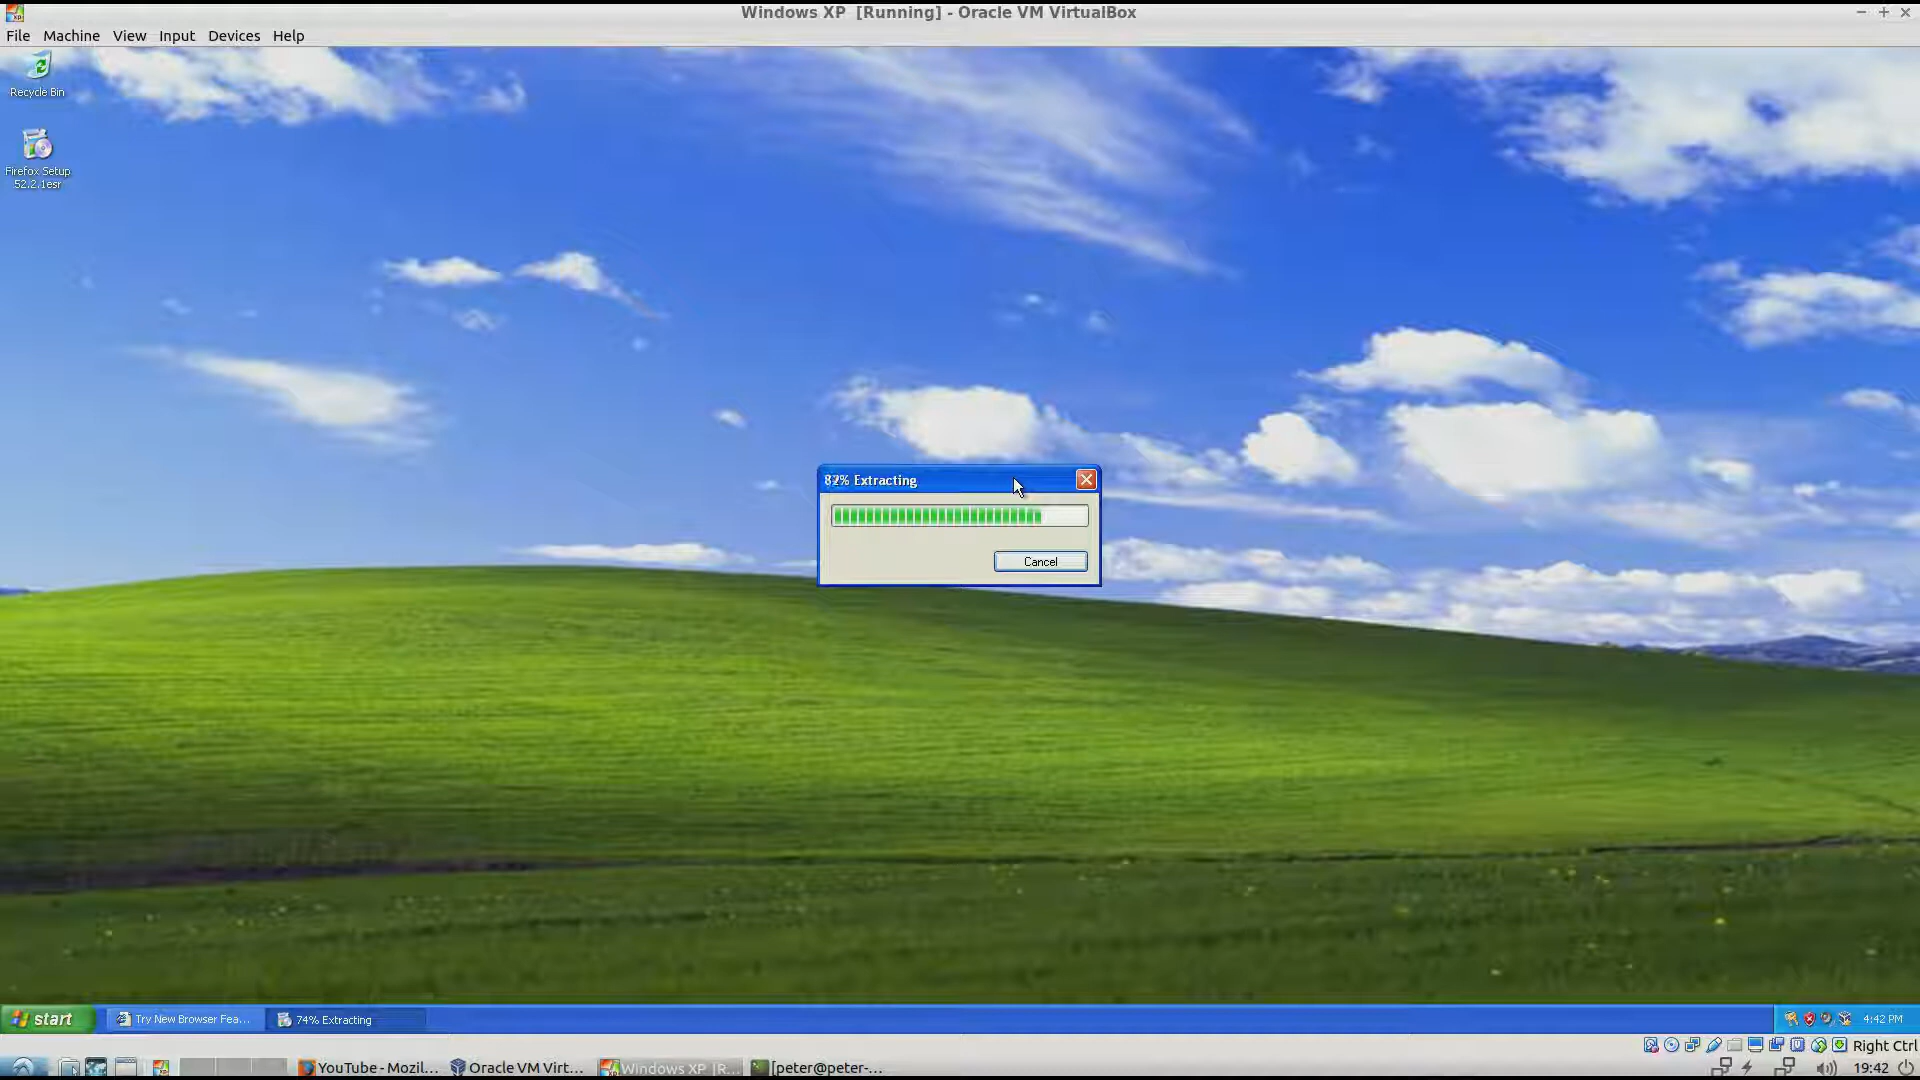 Windows XP [Running] - Oracle VM VirtualBox
File Machine View Input Devices Help
Recycle Bin
Firefox Setup
52.2.1esr
82% Extracting
Cancel
start
Try New Browser Fea...
74% Extracting
4:42 PM
Right Ctrl
YouTube - Mozil...
Oracle VM Virt...
Windows XP [R...
[peter@peter-...
19:42